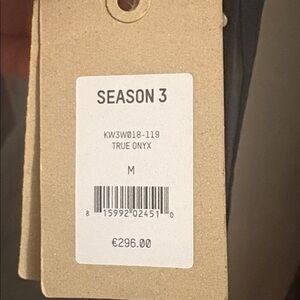 SEASON 3
KW3W018-119
TRUE ONYX
M
8 15992 02451 0
€296.00